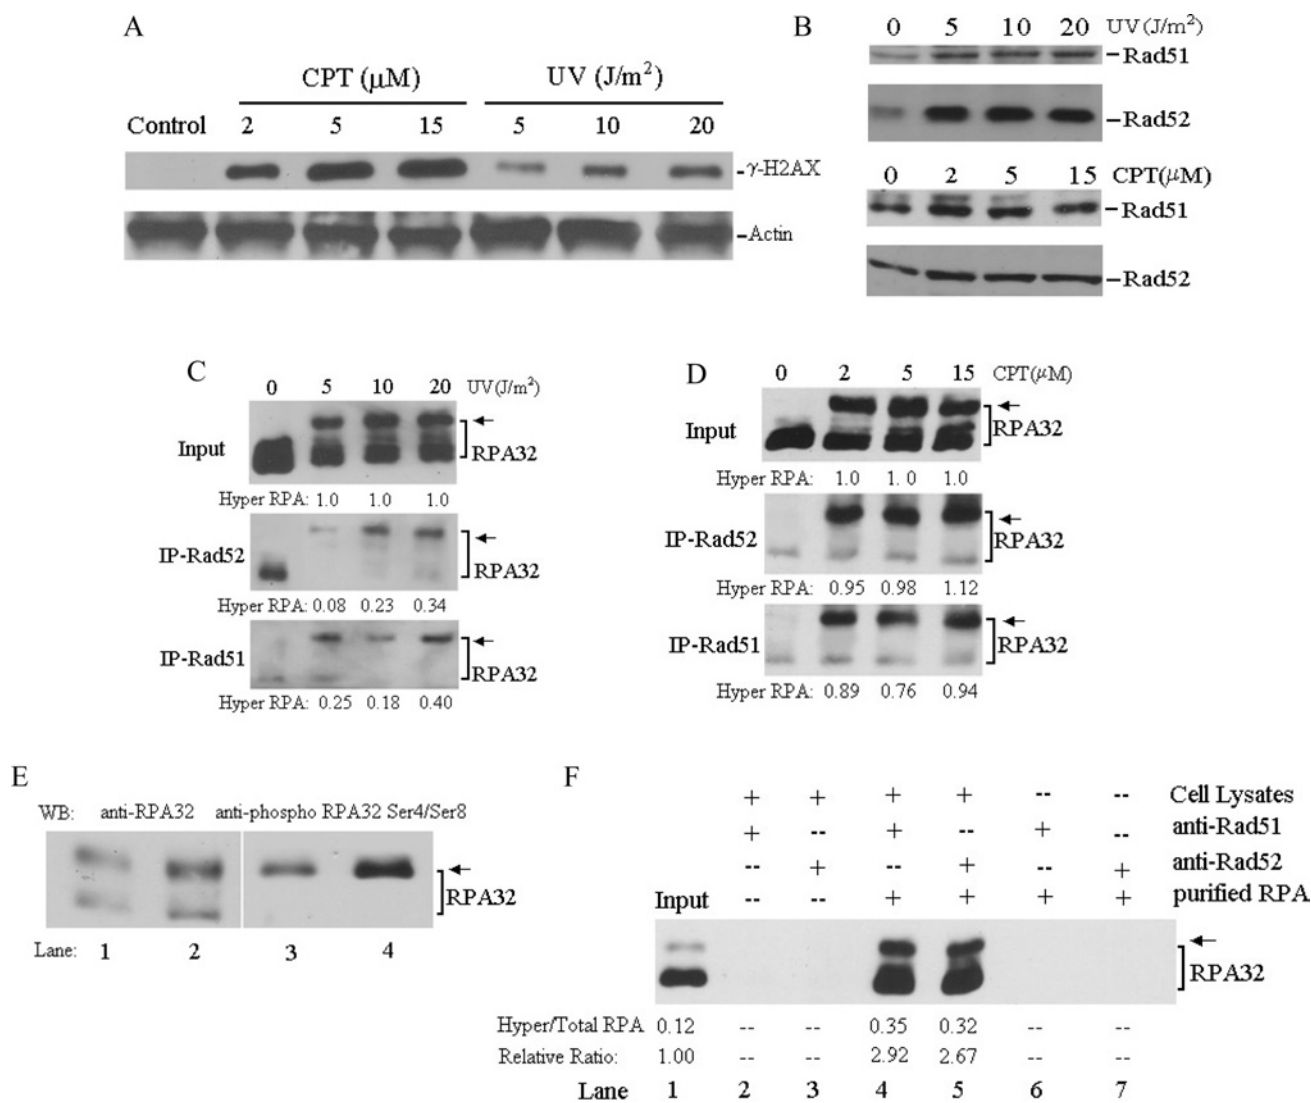 A
CPT (μM) UV (J/m²)
Control 2 5 15 5 10 20
-γ-H2AX
-Actin
B
0 5 10 20 UV(J/m²)
-Rad51
-Rad52
0 2 5 15 CPT(μM)
-Rad51
-Rad52
C
0 5 10 20 UV(J/m²)
Input RPA32
Hyper RPA: 1.0 1.0 1.0
IP-Rad52 RPA32
Hyper RPA: 0.08 0.23 0.34
IP-Rad51 RPA32
Hyper RPA: 0.25 0.18 0.40
D
0 2 5 15 CPT(μM)
Input RPA32
Hyper RPA: 1.0 1. 0 1.0
IP-Rad52 RPA32
Hyper RPA: 0.95 0.98 1.12
IP-Rad51 RPA32
Hyper RPA: 0.89 0.76 0.94
E
WB: anti-RPA32 anti-phospho RPA32 Ser4/Ser8
RPA32
Lane: 1 2 3 4
F
+ + + + -- -- Cell Lysates
+ -- + -- + -- anti-Rad51
-- + -- + -- + anti-Rad52
Input -- -- + + + + purified RPA
RPA32
Hyper/Total RPA 0.12 -- -- 0.35 0.32 -- --
Relative Ratio: 1.00 -- -- 2.92 2.67 -- --
Lane 1 2 3 4 5 6 7